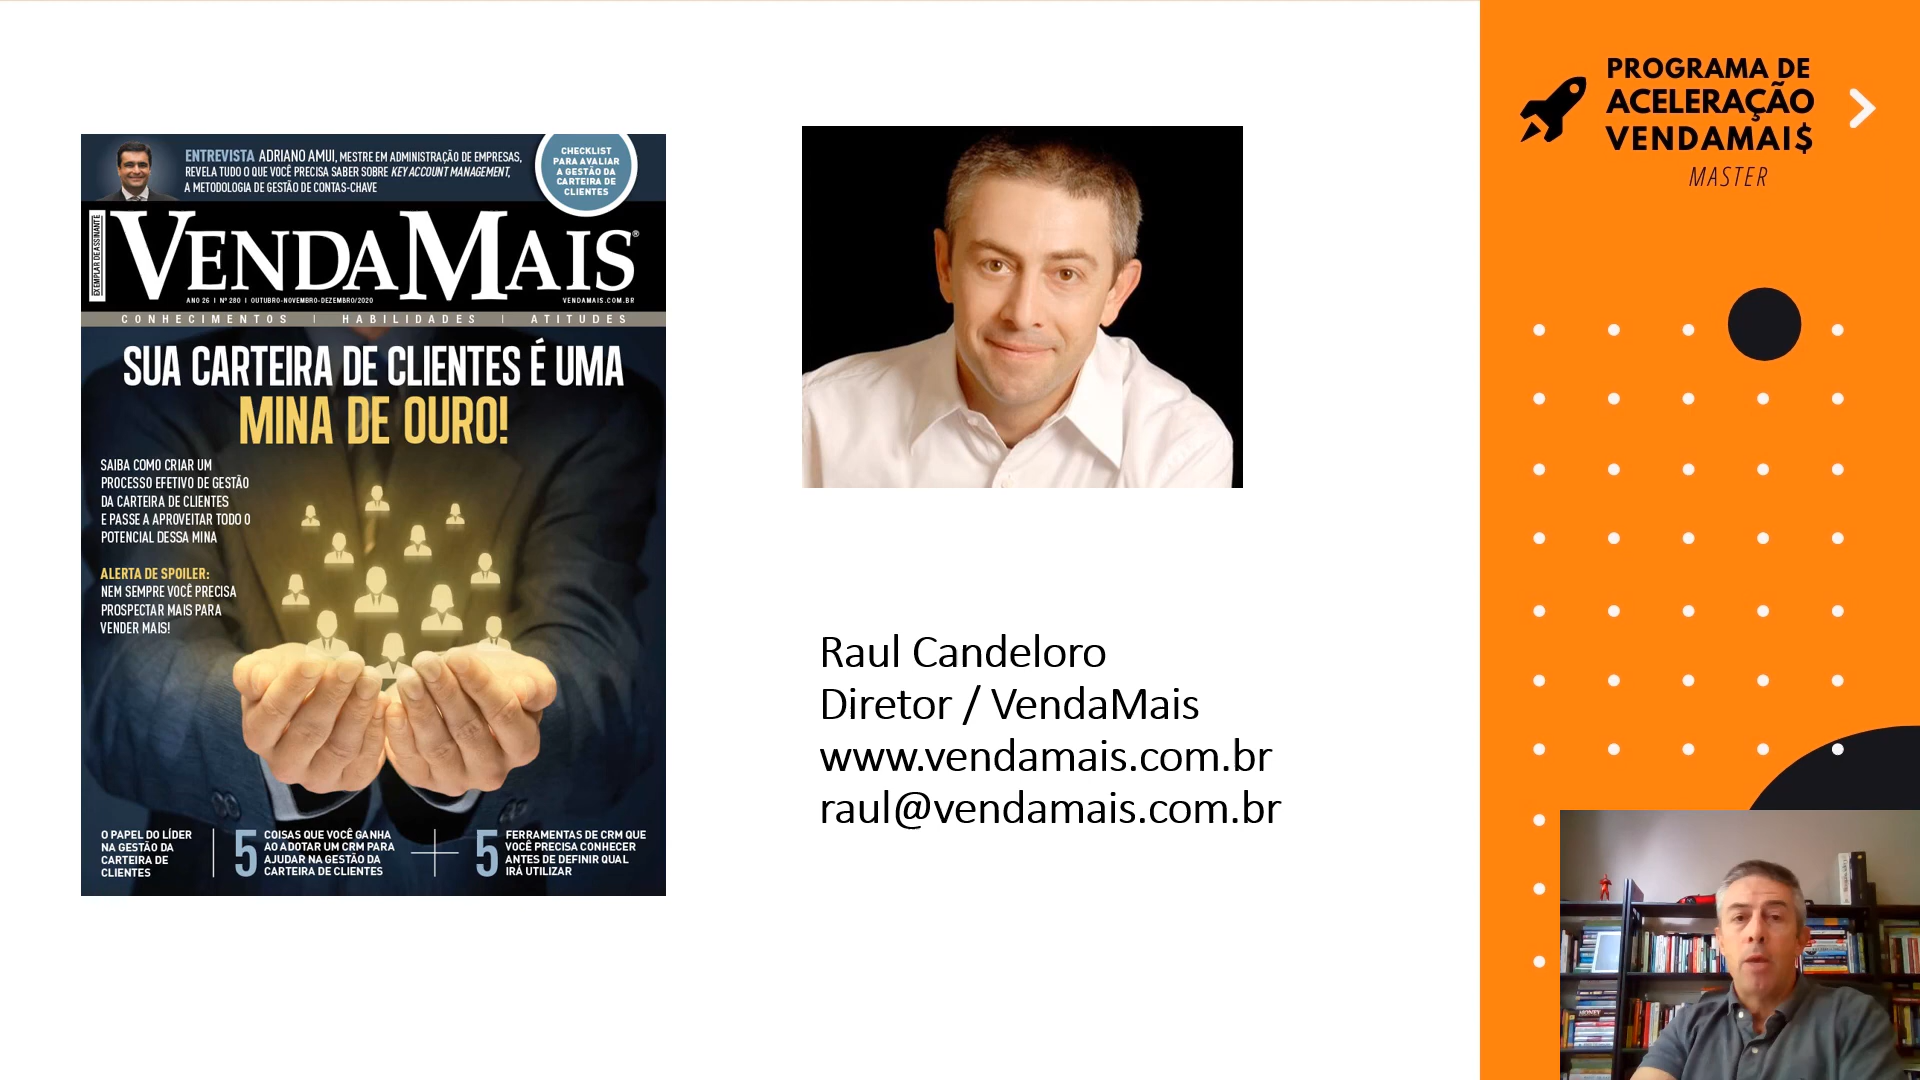 ENTREVISTA ADRIANO AMUI, MESTRE EM ADMINISTRAÇÃO DE EMPRESAS,
REVELA TUDO O QUE VOCÊ PRECISA SABER SOBRE KEY ACCOUNT MANAGEMENT,
A METODOLOGIA DE GESTÃO DE CONTAS-CHAVE
CHECKLIST
PARA AVALIAR
A GESTÃO DA
CARTEIRA DE
CLIENTES
EXEMPLAR DE ASSINANTE
VENDAMAIS®
ANO 26 | Nº 280 | OUTUBRO-NOVEMBRO-DEZEMBRO/2020
VENDAMAIS.COM.BR
CONHECIMENTOS | HABILIDADES | ATITUDES
SUA CARTEIRA DE CLIENTES É UMA
MINA DE OURO!
SAIBA COMO CRIAR UM
PROCESSO EFETIVO DE GESTÃO
DA CARTEIRA DE CLIENTES
E PASSE A APROVEITAR TODO O
POTENCIAL DESSA MINA
ALERTA DE SPOILER:
NEM SEMPRE VOCÊ PRECISA
PROSPECTAR MAIS PARA
VENDER MAIS!
O PAPEL DO LÍDER
NA GESTÃO DA
CARTEIRA DE
CLIENTES
5
COISAS QUE VOCÊ GANHA
AO ADOTAR UM CRM PARA
AJUDAR NA GESTÃO DA
CARTEIRA DE CLIENTES
5
FERRAMENTAS DE CRM QUE
VOCÊ PRECISA CONHECER
ANTES DE DEFINIR QUAL
IRÁ UTILIZAR
Raul Candeloro
Diretor / VendaMais
www.vendamais.com.br
raul@vendamais.com.br
PROGRAMA DE
ACELERAÇÃO
VENDAMAI$
MASTER
MONEY